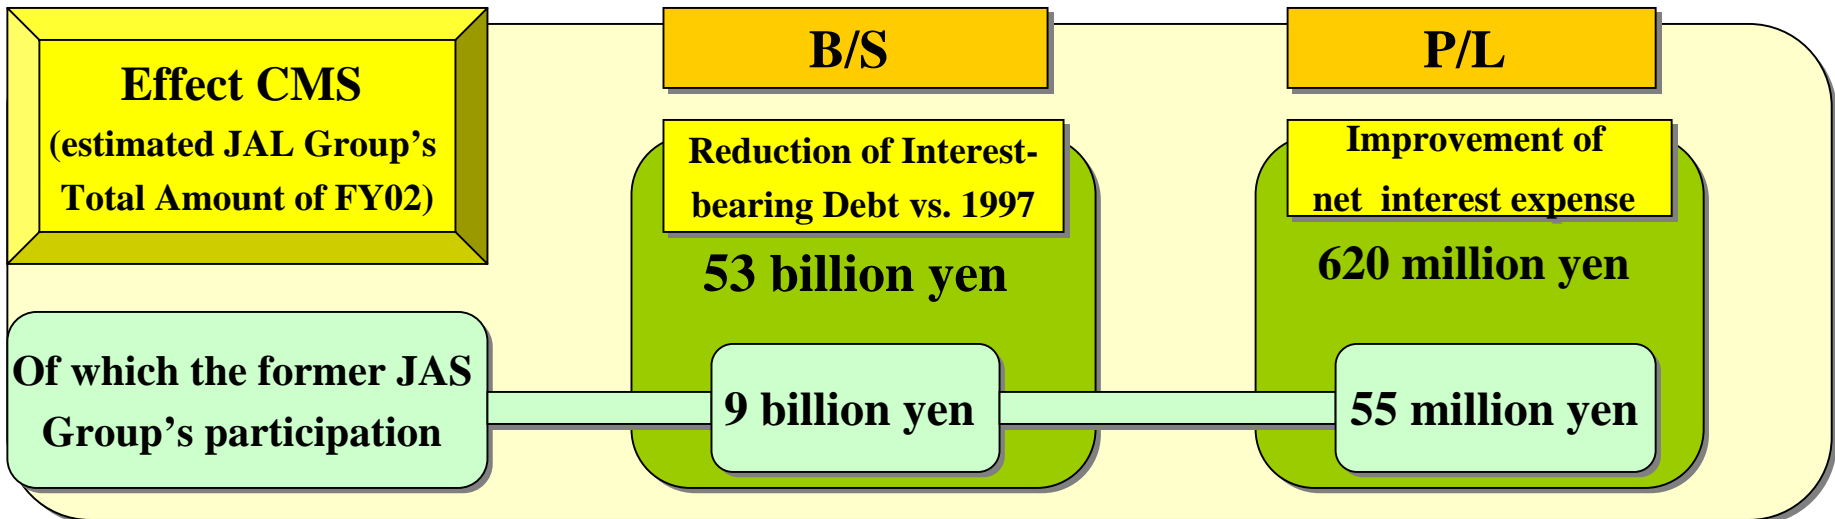 Effect CMS
(estimated JAL Group's
Total Amount of FY02)
B/S
Reduction of Interest-
bearing Debt vs. 1997
53 billion yen
P/L
Improvement of
net interest expense
620 million yen
Of which the former JAS
Group's participation
9 billion yen
55 million yen